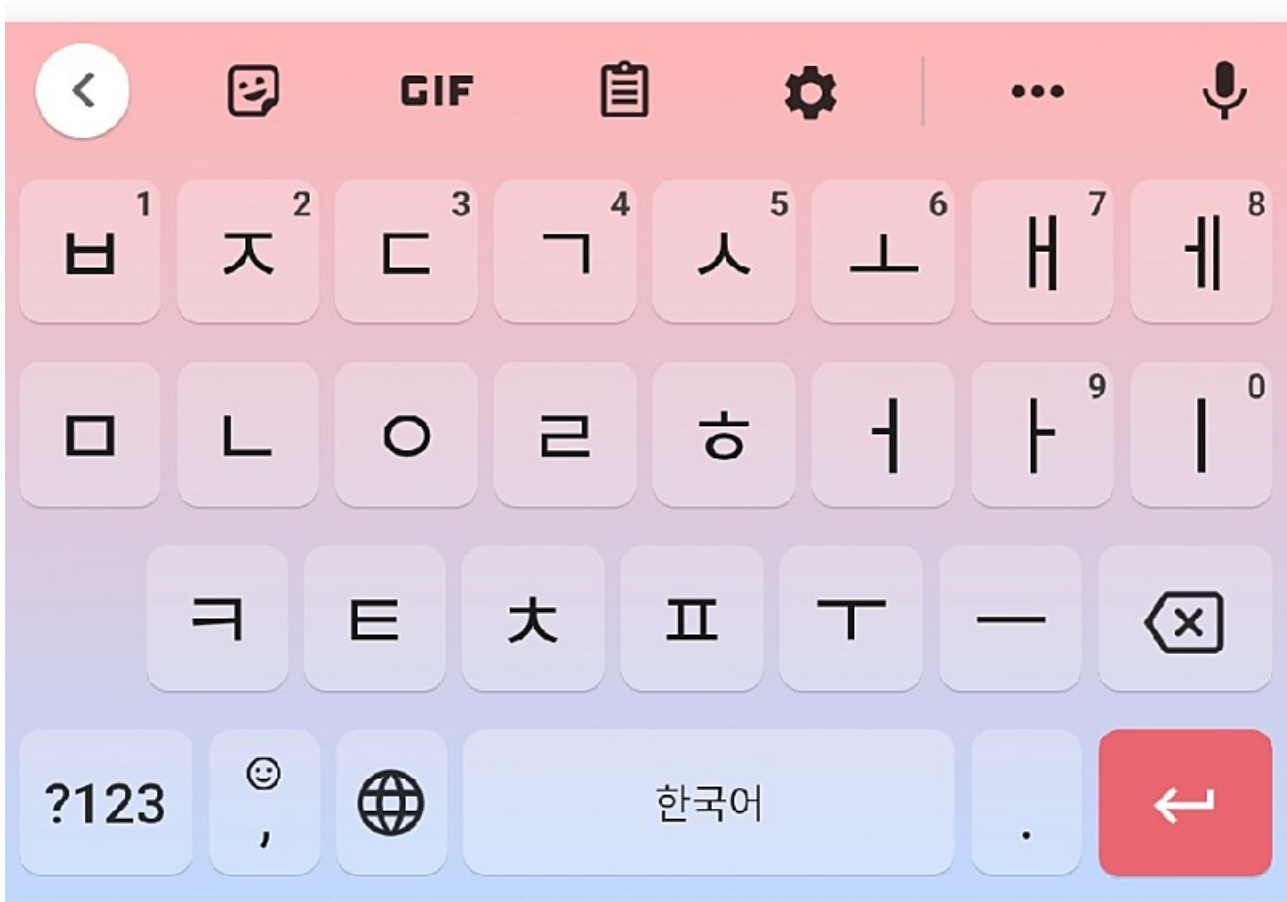 GIF
1 2 3 4 5 6 7 8
ㅂ ㅈ ㄷ ㄱ ㅅ ㅗ ㅐ ㅔ
9 0
ㅁ ㄴ ㅇ ㄹ ㅎ ㅓ ㅏ ㅣ
ㅋ ㅌ ㅊ ㅍ ㅜ ㅡ
?123 , 한국어 .